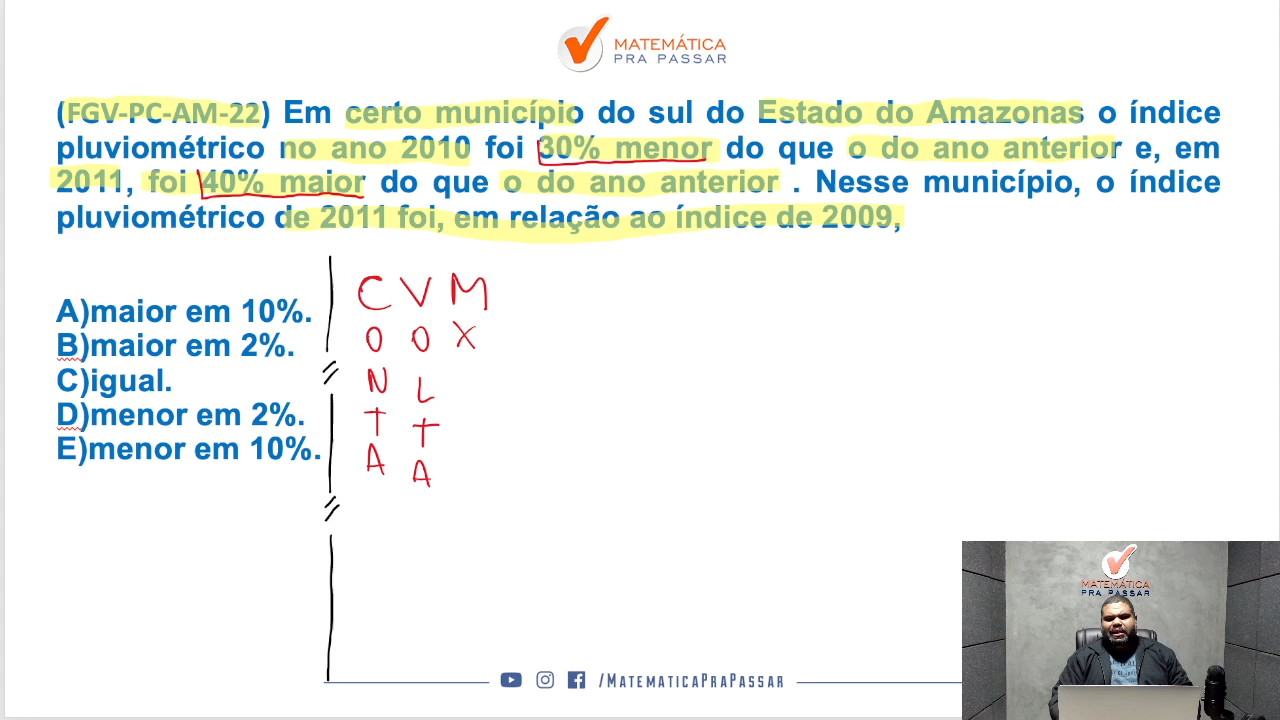 MATEMÁTICA
PRA PASSAR
(FGV-PC-AM-22) Em certo município do sul do Estado do Amazonas o índice
pluviométrico no ano 2010 foi 30% menor do que o do ano anterior e, em
2011, foi 40% maior do que o do ano anterior . Nesse município, o índice
pluviométrico de 2011 foi, em relação ao índice de 2009,
A)maior em 10%.
B)maior em 2%.
C)igual.
D)menor em 2%.
E)menor em 10%.
C V M
O O X
N L
T T
A A
MATEMÁTICA
PRA PASSAR
/MATEMATICAPRAPASSAR